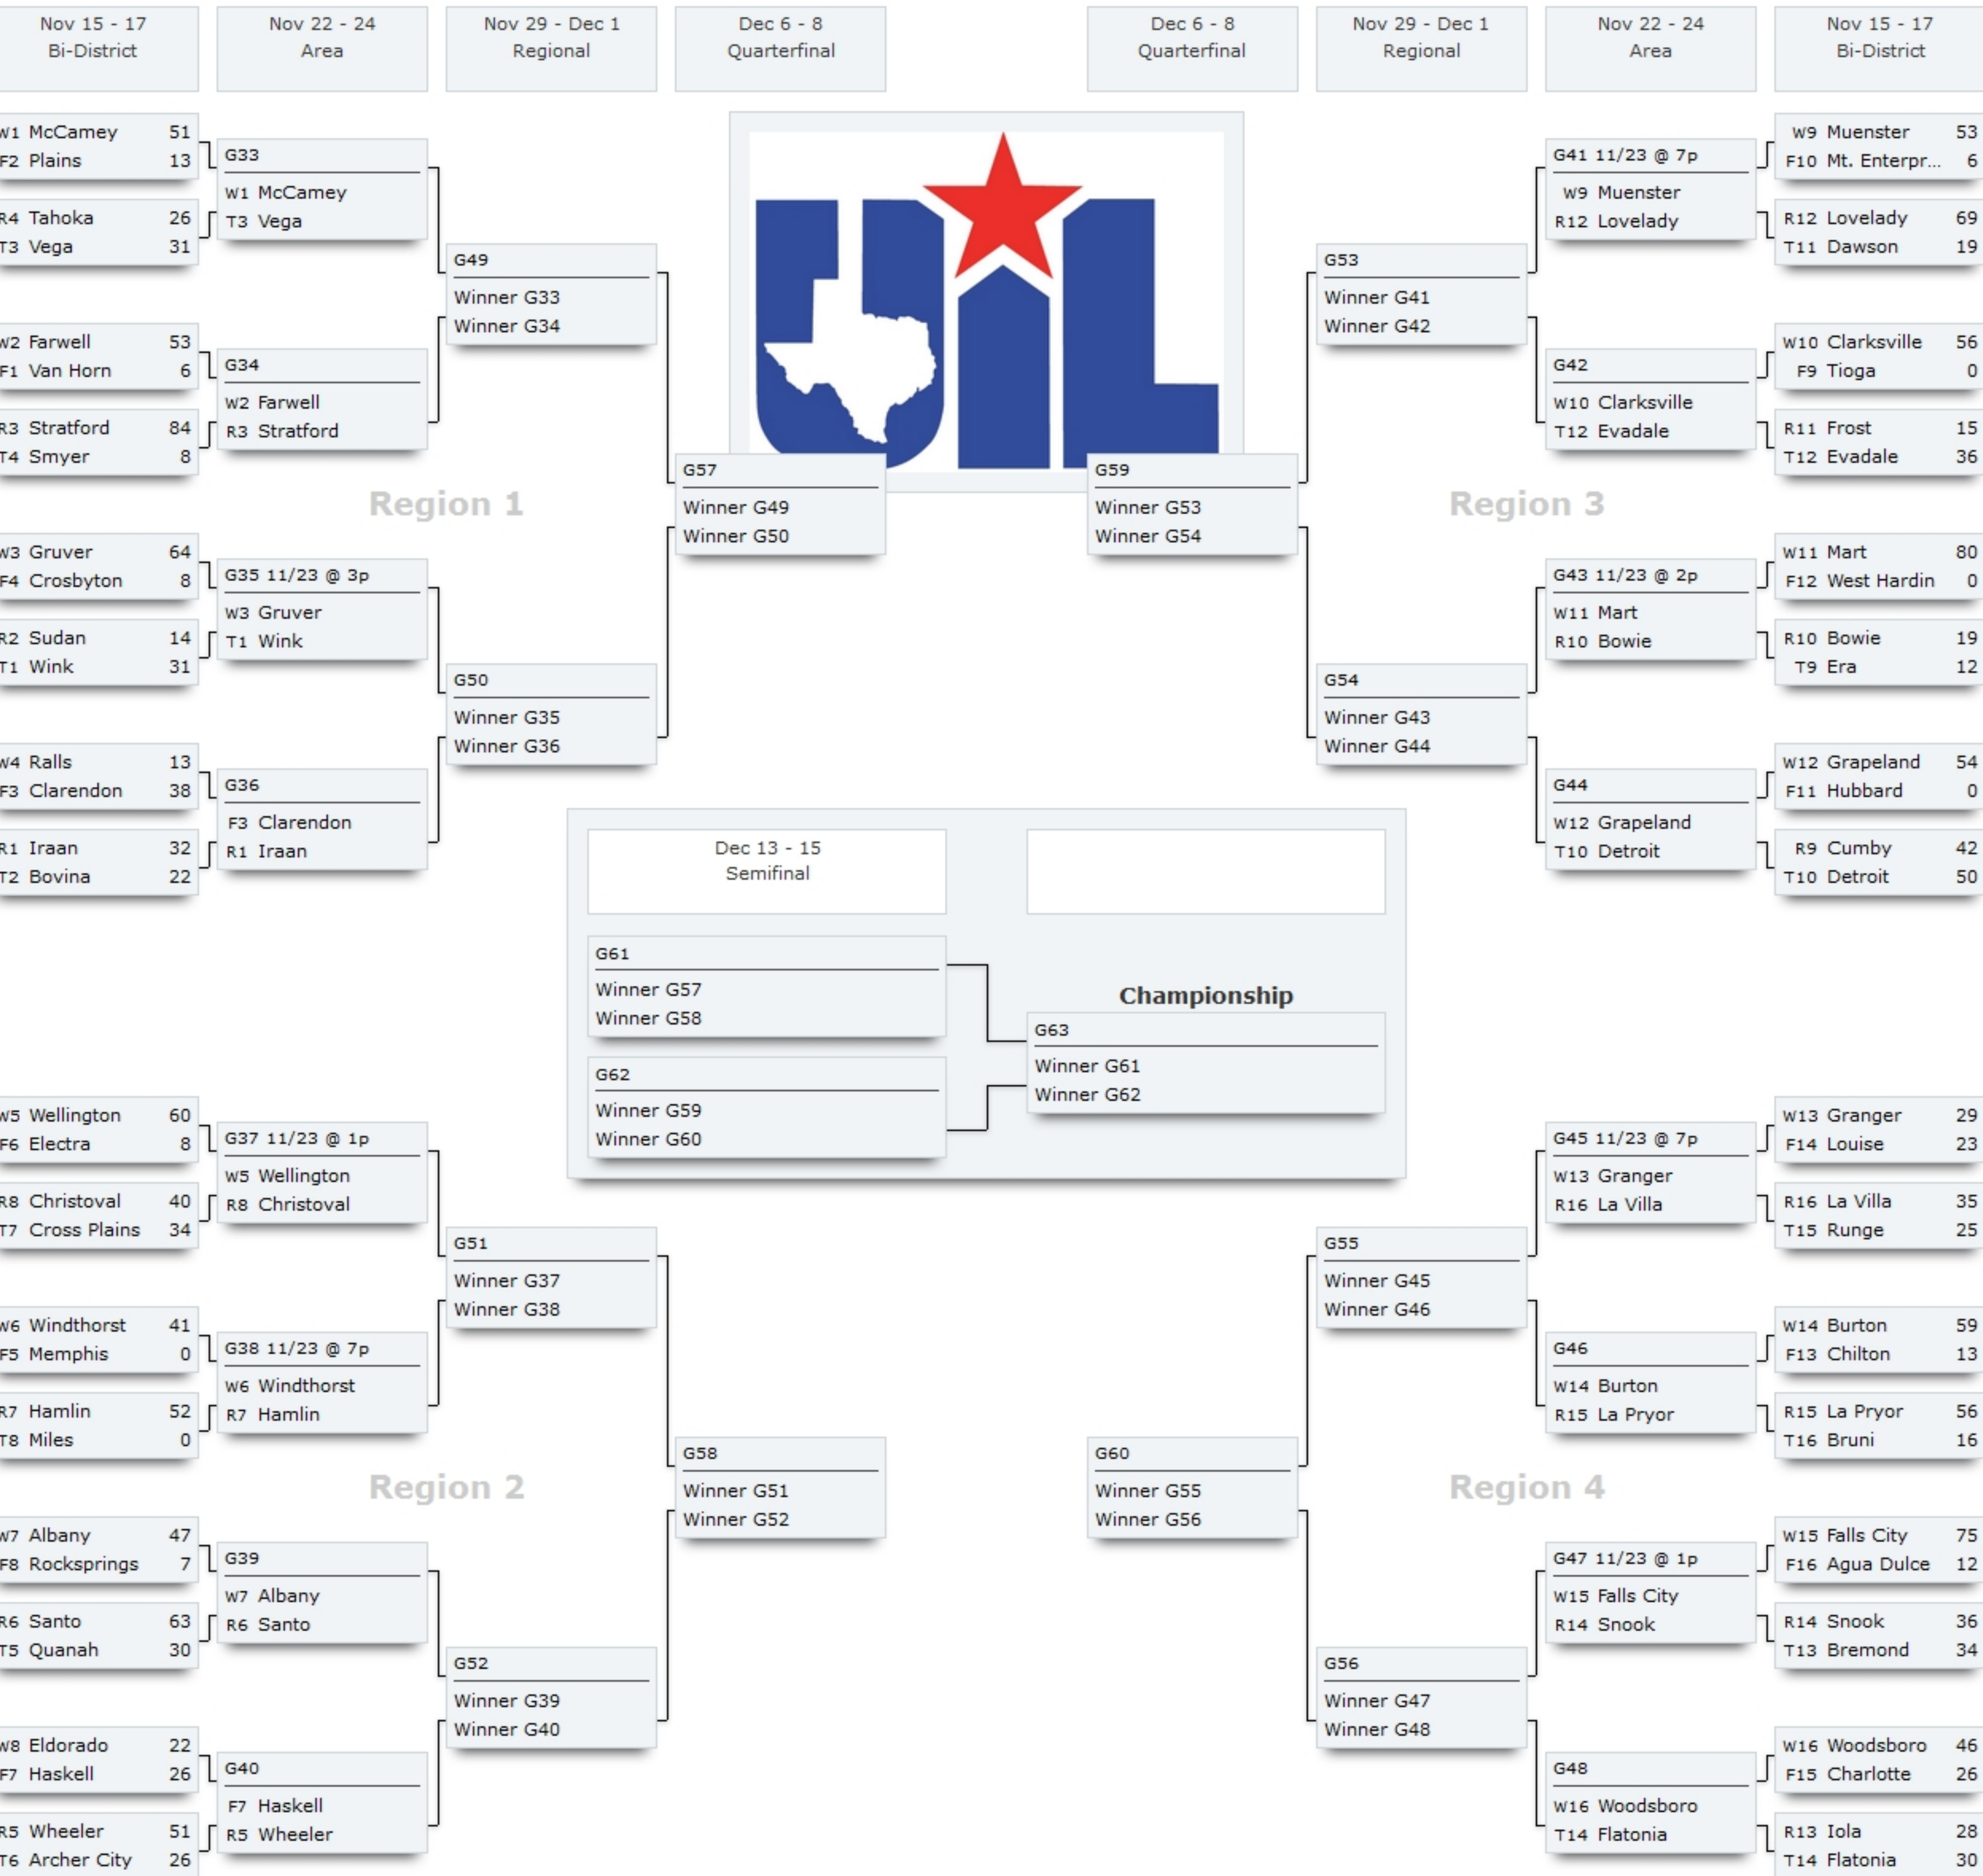 Nov 15 - 17
Bi-District
Nov 22 - 24
Area
Nov 29 - Dec 1
Regional
Dec 6 - 8
Quarterfinal
Dec 6 - 8
Quarterfinal
Nov 29 - Dec 1
Regional
Nov 22 - 24
Area
Nov 15 - 17
Bi-District
W1 McCamey 51
F2 Plains 13
R4 Tahoka 26
T3 Vega 31
W2 Farwell 53
F1 Van Horn 6
R3 Stratford 84
T4 Smyer 8
W3 Gruver 64
F4 Crosbyton 8
R2 Sudan 14
T1 Wink 31
W4 Ralls 13
F3 Clarendon 38
R1 Iraan 32
T2 Bovina 22
G33
W1 McCamey
T3 Vega
G34
W2 Farwell
R3 Stratford
G35 11/23 @ 3p
W3 Gruver
T1 Wink
G36
F3 Clarendon
R1 Iraan
G49
Winner G33
Winner G34
G50
Winner G35
Winner G36
Region 1
G57
Winner G49
Winner G50
UIL
G59
Winner G53
Winner G54
G53
Winner G41
Winner G42
G54
Winner G43
Winner G44
Region 3
G41 11/23 @ 7p
W9 Muenster
R12 Lovelady
G42
W10 Clarksville
T12 Evadale
G43 11/23 @ 2p
W11 Mart
R10 Bowie
G44
W12 Grapeland
T10 Detroit
W9 Muenster 53
F10 Mt. Enterpr... 6
R12 Lovelady 69
T11 Dawson 19
W10 Clarksville 56
F9 Tioga 0
R11 Frost 15
T12 Evadale 36
W11 Mart 80
F12 West Hardin 0
R10 Bowie 19
T9 Era 12
W12 Grapeland 54
F11 Hubbard 0
R9 Cumby 42
T10 Detroit 50
Dec 13 - 15
Semifinal
G61
Winner G57
Winner G58
G62
Winner G59
Winner G60
Championship
G63
Winner G61
Winner G62
W5 Wellington 60
F6 Electra 8
R8 Christoval 40
T7 Cross Plains 34
W6 Windthorst 41
F5 Memphis 0
R7 Hamlin 52
T8 Miles 0
W7 Albany 47
F8 Rocksprings 7
R6 Santo 63
T5 Quanah 30
W8 Eldorado 22
F7 Haskell 26
R5 Wheeler 51
T6 Archer City 26
G37 11/23 @ 1p
W5 Wellington
R8 Christoval
G38 11/23 @ 7p
W6 Windthorst
R7 Hamlin
G39
W7 Albany
R6 Santo
G40
F7 Haskell
R5 Wheeler
G51
Winner G37
Winner G38
G52
Winner G39
Winner G40
Region 2
G58
Winner G51
Winner G52
G60
Winner G55
Winner G56
G55
Winner G45
Winner G46
G56
Winner G47
Winner G48
Region 4
G45 11/23 @ 7p
W13 Granger
R16 La Villa
G46
W14 Burton
R15 La Pryor
G47 11/23 @ 1p
W15 Falls City
R14 Snook
G48
W16 Woodsboro
T14 Flatonia
W13 Granger 29
F14 Louise 23
R16 La Villa 35
T15 Runge 25
W14 Burton 59
F13 Chilton 13
R15 La Pryor 56
T16 Bruni 16
W15 Falls City 75
F16 Agua Dulce 12
R14 Snook 36
T13 Bremond 34
W16 Woodsboro 46
F15 Charlotte 26
R13 Iola 28
T14 Flatonia 30